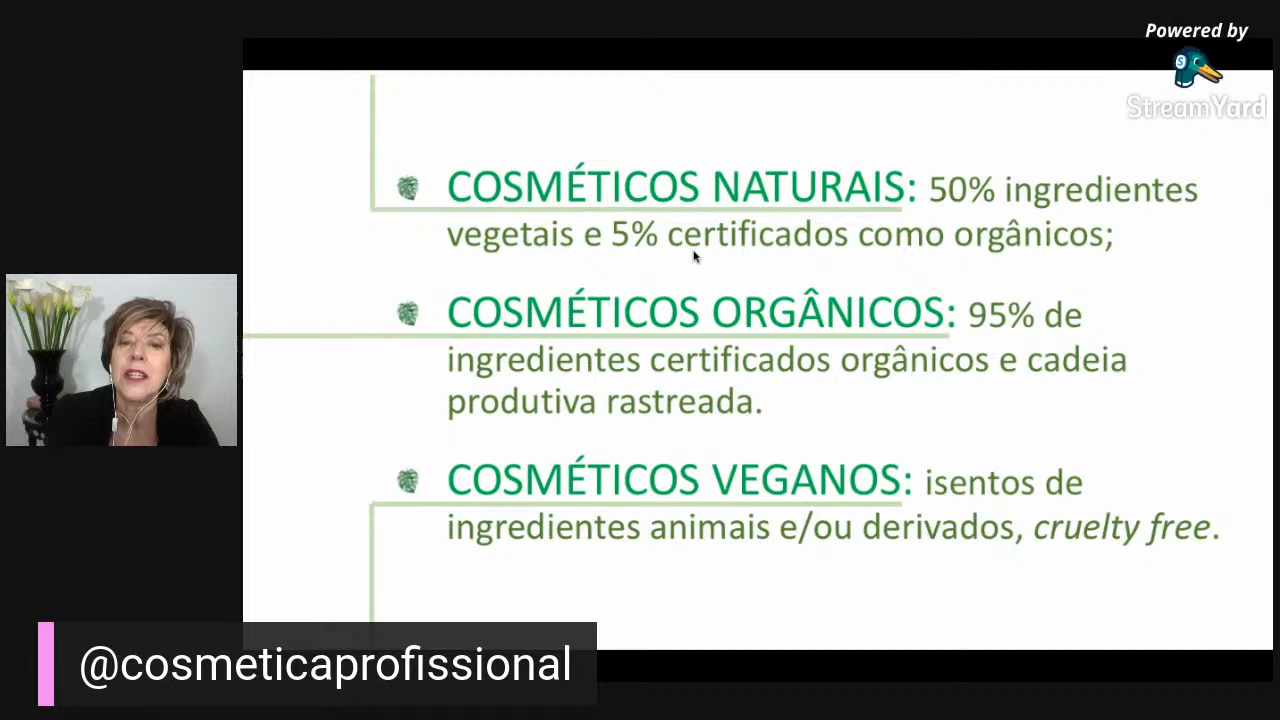 Powered by
StreamYard
COSMÉTICOS NATURAIS: 50% ingredientes
vegetais e 5% certificados como orgânicos;
COSMÉTICOS ORGÂNICOS: 95% de
ingredientes certificados orgânicos e cadeia
produtiva rastreada.
COSMÉTICOS VEGANOS: isentos de
ingredientes animais e/ou derivados, cruelty free.
@cosmeticaprofissional